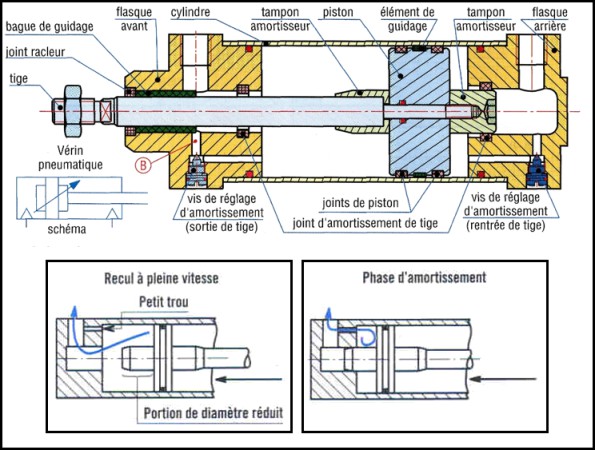 flasque
avant
cylindre
tampon
amortisseur
piston
élément de
guidage
tampon
amortisseur
flasque
arrière
bague de guidage
joint racleur
tige
B
Vérin
pneumatique
schéma
vis de réglage
d'amortissement
(sortie de tige)
joints de piston
joint d'amortissement de tige
vis de réglage
d'amortissement
(rentrée de tige)
Recul à pleine vitesse
Petit trou
Portion de diamètre réduit
Phase d'amortissement